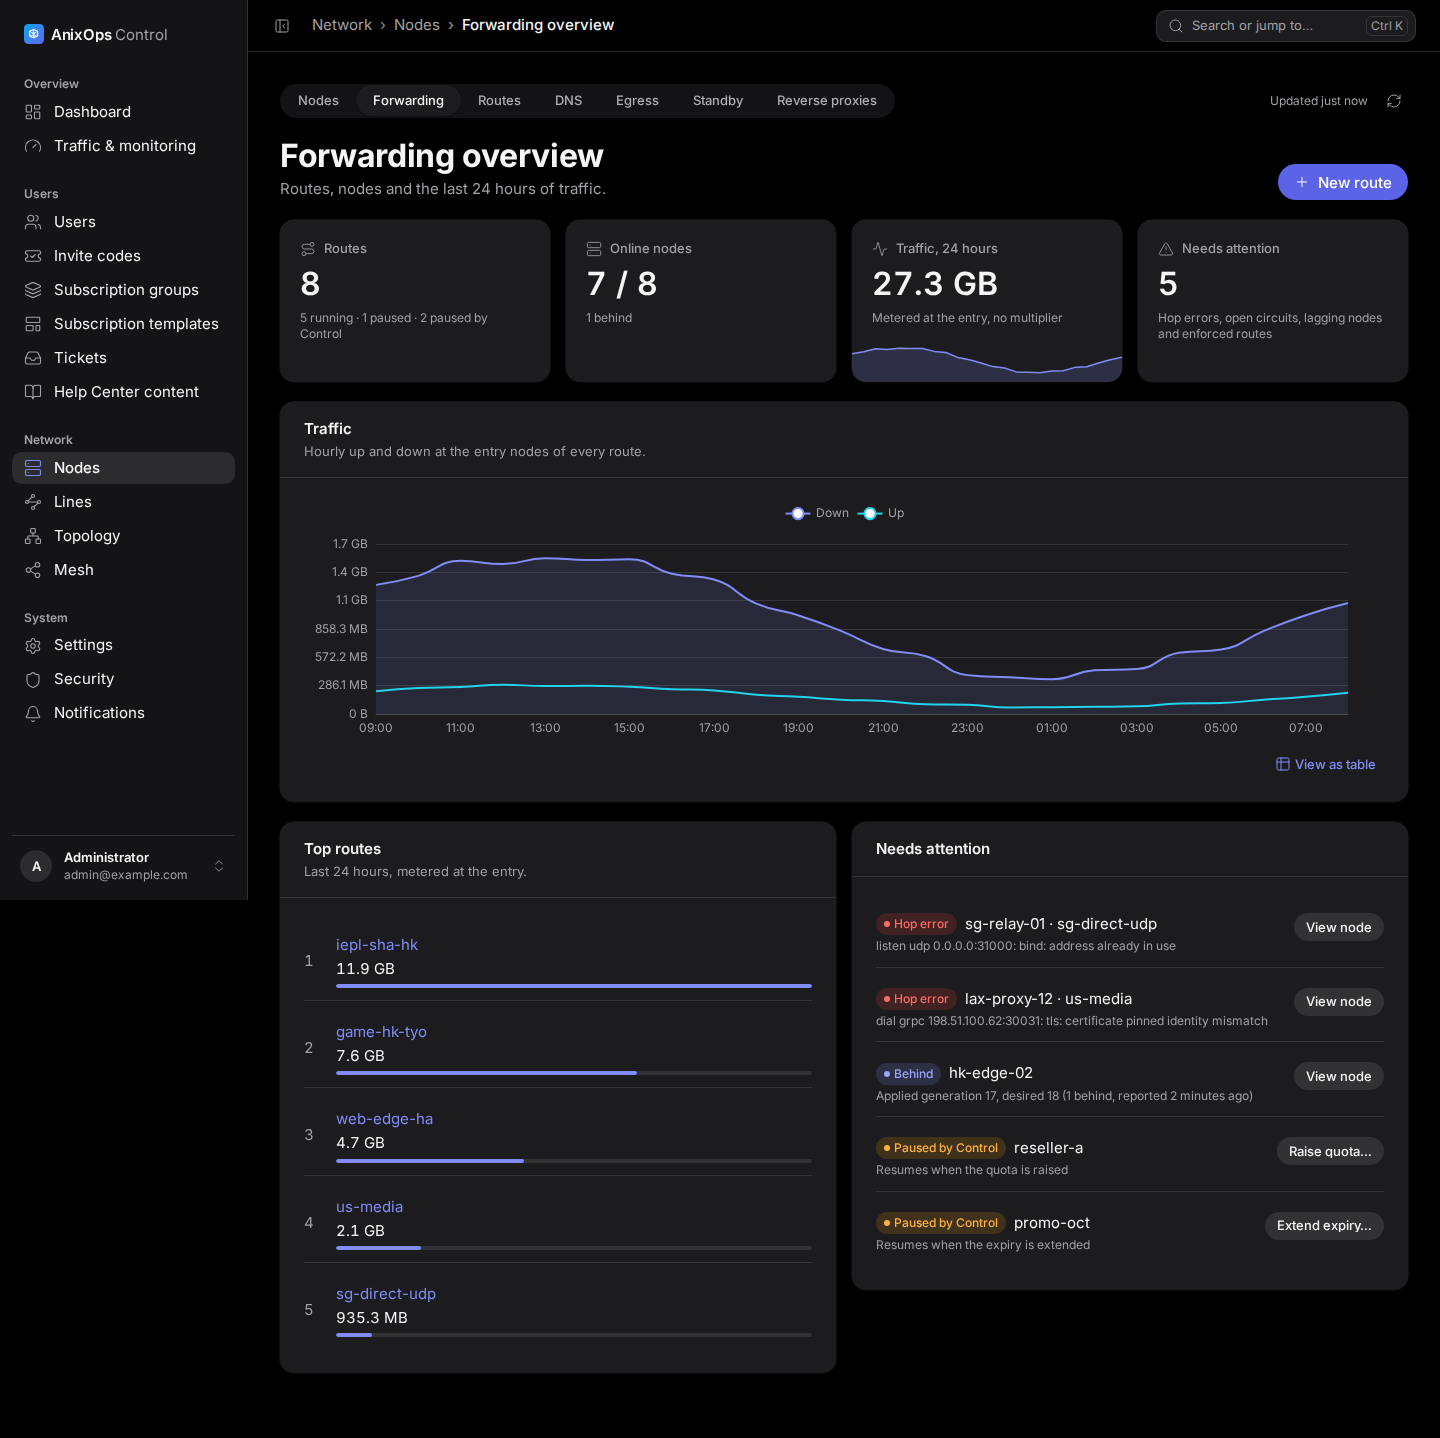 AnixOps Control
Overview
Dashboard
Traffic & monitoring
Users
Users
Invite codes
Subscription groups
Subscription templates
Tickets
Help Center content
Network
Nodes
Lines
Topology
Mesh
System
Settings
Security
Notifications
A
Administrator
admin@example.com
Network › Nodes › Forwarding overview
Search or jump to...
Ctrl K
Nodes
Forwarding
Routes
DNS
Egress
Standby
Reverse proxies
Updated just now
Forwarding overview
Routes, nodes and the last 24 hours of traffic.
New route
Routes
8
5 running · 1 paused · 2 paused by
Control
Online nodes
7 / 8
1 behind
Traffic, 24 hours
27.3 GB
Metered at the entry, no multiplier
Needs attention
5
Hop errors, open circuits, lagging nodes
and enforced routes
Traffic
Hourly up and down at the entry nodes of every route.
Down
Up
1.7 GB
1.4 GB
1.1 GB
858.3 MB
572.2 MB
286.1 MB
0 B
09:00
11:00
13:00
15:00
17:00
19:00
21:00
23:00
01:00
03:00
05:00
07:00
View as table
Top routes
Last 24 hours, metered at the entry.
1
iepl-sha-hk
11.9 GB
2
game-hk-tyo
7.6 GB
3
web-edge-ha
4.7 GB
4
us-media
2.1 GB
5
sg-direct-udp
935.3 MB
Needs attention
Hop error
sg-relay-01 · sg-direct-udp
listen udp 0.0.0.0:31000: bind: address already in use
View node
Hop error
lax-proxy-12 · us-media
dial grpc 198.51.100.62:30031: tls: certificate pinned identity mismatch
View node
Behind
hk-edge-02
Applied generation 17, desired 18 (1 behind, reported 2 minutes ago)
View node
Paused by Control
reseller-a
Resumes when the quota is raised
Raise quota...
Paused by Control
promo-oct
Resumes when the expiry is extended
Extend expiry...